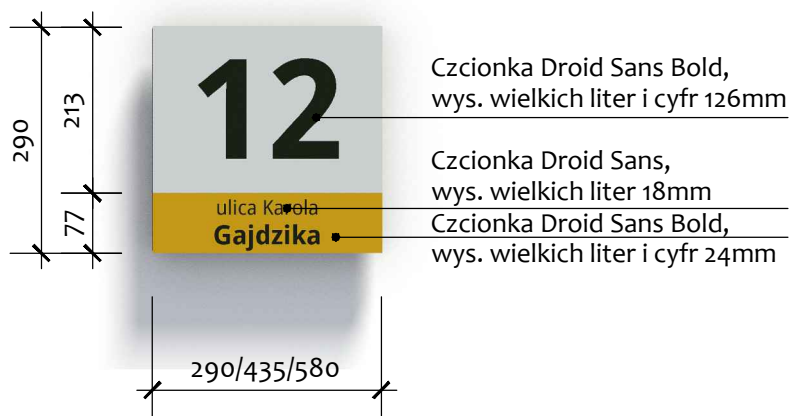 12
ulica Karola
Gajdzika
290
213
77
290/435/580
Czcionka Droid Sans Bold,
wys. wielkich liter i cyfr 126mm
Czcionka Droid Sans,
wys. wielkich liter 18mm
Czcionka Droid Sans Bold,
wys. wielkich liter i cyfr 24mm